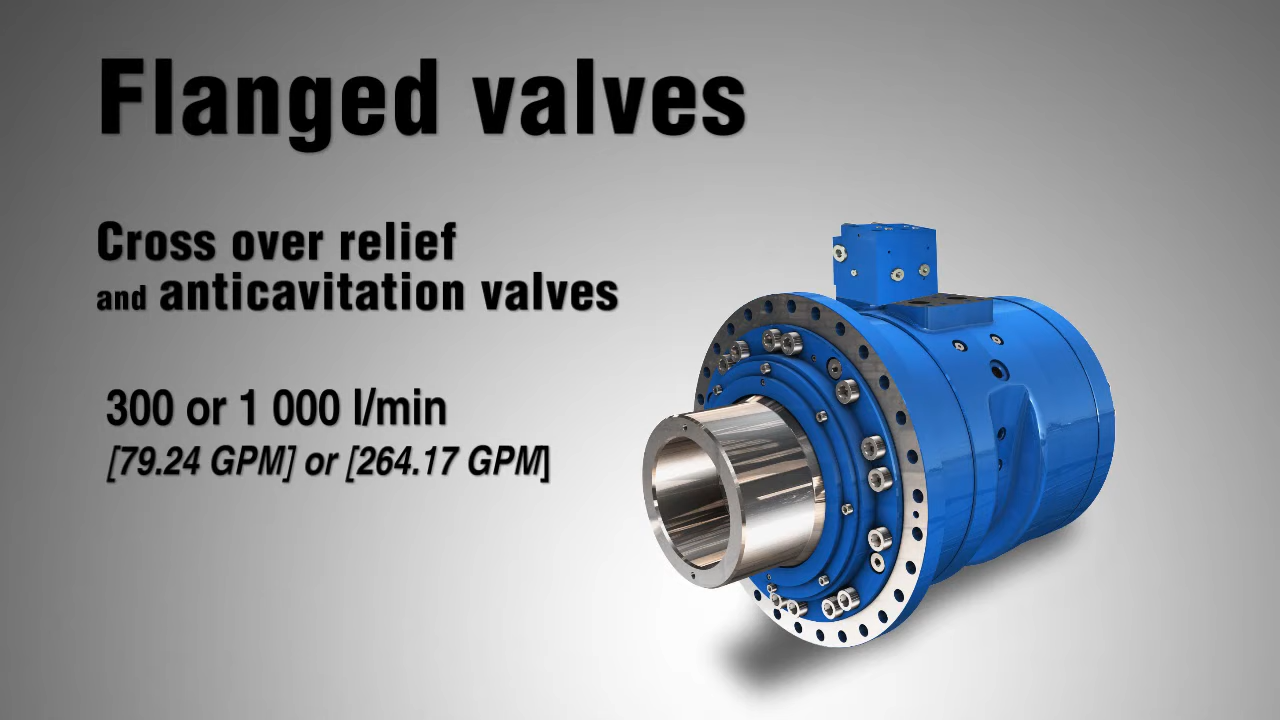 Flanged valves
Cross over relief
and anticavitation valves
300 or 1 000 l/min
[79.24 GPM] or [264.17 GPM]